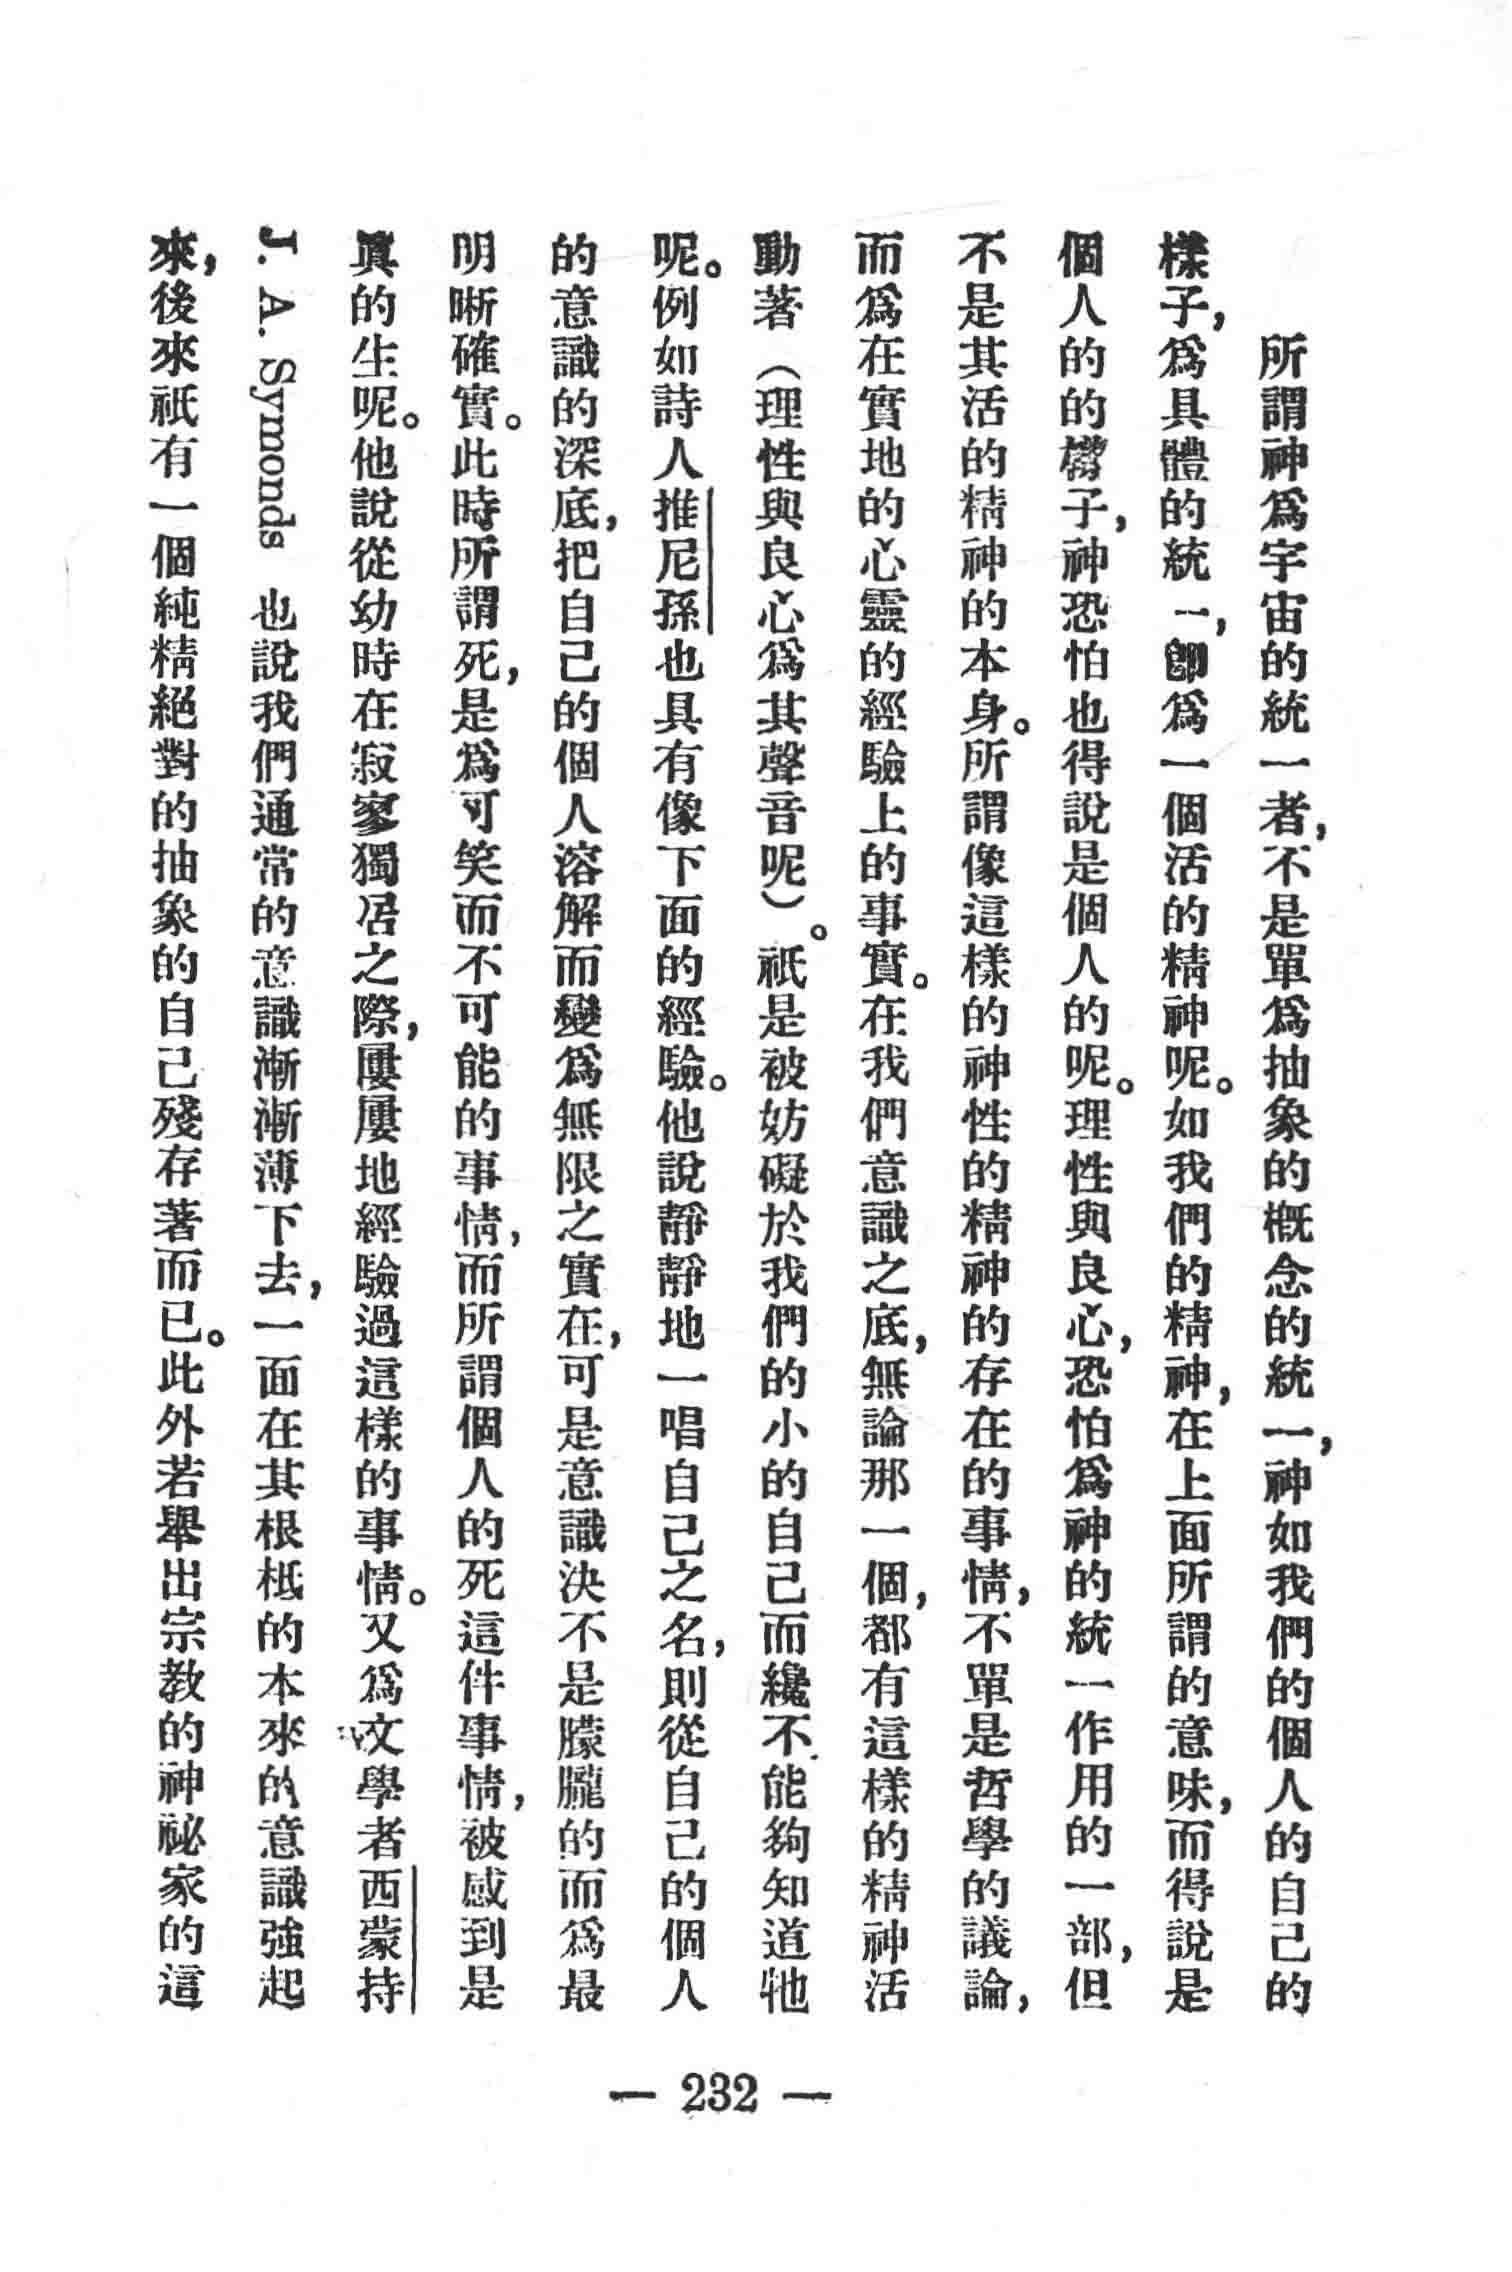 所謂神爲宇宙的統一者，不是單爲抽象的概念的統一，神如我們的個人的自己的
樣子，爲具體的統一，卽爲一個活的精神呢。如我們的精神，在上面所謂的意味，而得說是
個人的的樣子，神恐怕也得說是個人的呢。理性與良心，恐怕爲神的統一作用的一部，但
不是其活的精神的本身。所謂像這樣的神性的精神的存在的事情，不單是哲學的議論，
而爲在實地的心靈的經驗上的事實。在我們意識之底，無論那一個，都有這樣的精神活
動著（理性與良心爲其聲音呢）。祇是被妨礙於我們的小的自己而纔不能夠知道牠
呢。例如詩人推尼孫也具有像下面的經驗。他說靜靜地一唱自己之名，則從自己的個人
的意識的深底，把自己的個人溶解而變爲無限之實在，可是意識決不是朦朧的而爲最
明晰確實。此時所謂死，是爲可笑而不可能的事情，而所謂個人的死這件事情，被感到是
眞的生呢。他說從幼時在寂寥獨居之際，屢屢地經驗過這樣的事情。又爲文學者西蒙持
J. A. Symonds 也說我們通常的意識漸漸薄下去，一面在其根柢的本來的意識強起
來，後來祇有一個純精絕對的抽象的自己殘存著而已。此外若舉出宗教的神祕家的這
— 232 —